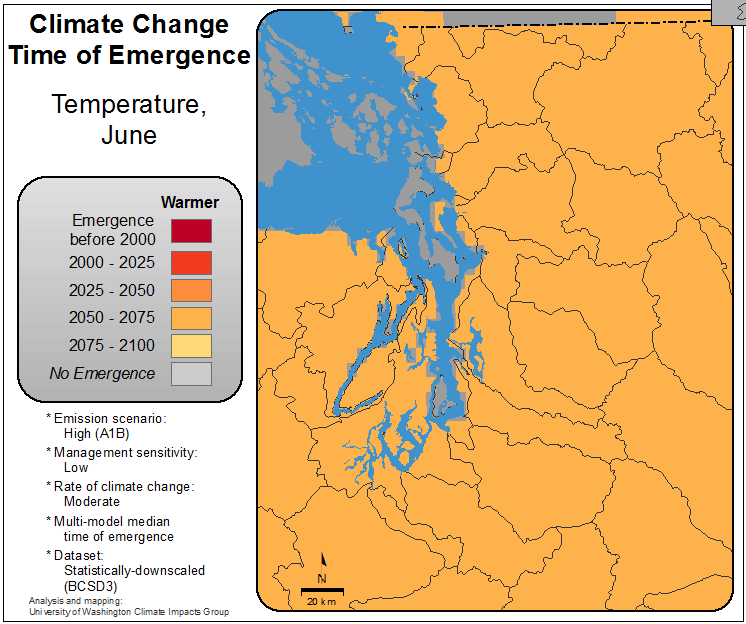 Climate Change
Time of Emergence
Temperature,
June
Warmer
Emergence
before 2000
2000 - 2025
2025 - 2050
2050 - 2075
2075 - 2100
No Emergence
* Emission scenario:
High (A1B)
* Management sensitivity:
Low
* Rate of climate change:
Moderate
* Multi-model median
time of emergence
* Dataset:
Statistically-downscaled
(BCSD3)
Analysis and mapping:
University of Washington Climate Impacts Group
N
20 km